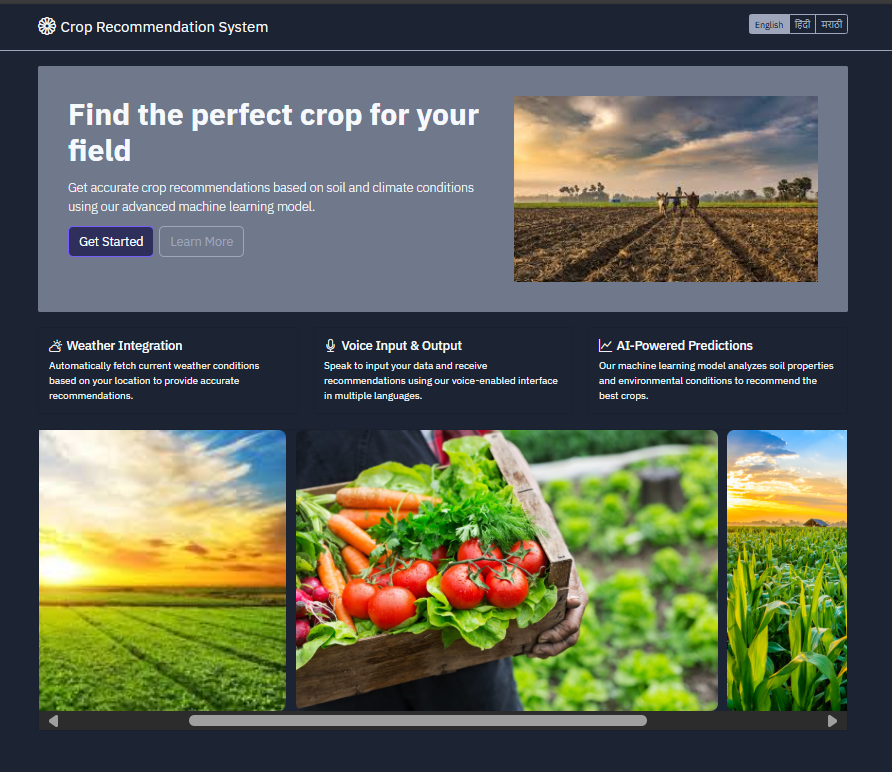 Crop Recommendation System
English हिंदी मराठी
Find the perfect crop for your
field
Get accurate crop recommendations based on soil and climate conditions
using our advanced machine learning model.
Get Started Learn More
Weather Integration
Automatically fetch current weather conditions
based on your location to provide accurate
recommendations.
Voice Input & Output
Speak to input your data and receive
recommendations using our voice-enabled interface
in multiple languages.
AI-Powered Predictions
Our machine learning model analyzes soil properties
and environmental conditions to recommend the
best crops.